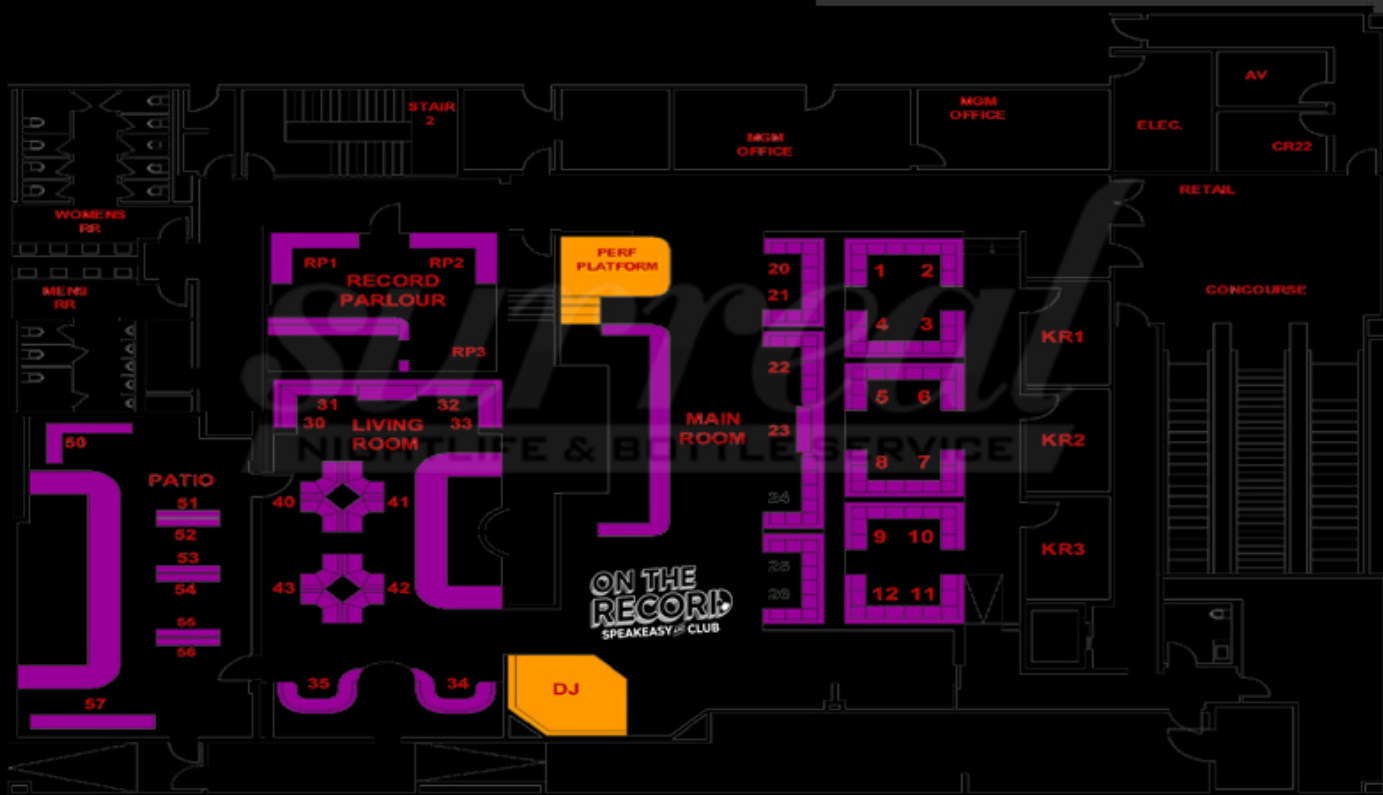 STAIR
2
MGM
OFFICE
MGM
OFFICE
AV
ELEC.
CR22
RETAIL
CONCOURSE
WOMENS
RR
MENS
RR
RP1
RP2
RECORD
PARLOUR
RP3
PERF
PLATFORM
20
21
22
23
24
25
26
1 2
4 3
5 6
8 7
9 10
12 11
KR1
KR2
KR3
31 32
30 33
LIVING
ROOM
MAIN
ROOM
surreal
NIGHTLIFE & BOTTLE SERVICE
50
PATIO
51
52
53
54
55
56
57
40 41
43 42
35 34
ON THE
RECORD
SPEAKEASY AND CLUB
DJ